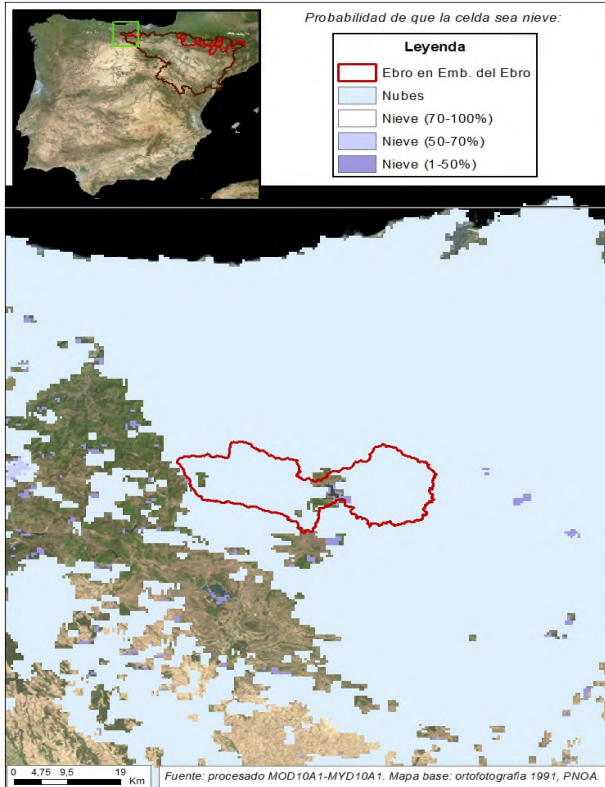 Probabilidad de que la celda sea nieve:
Leyenda
Ebro en Emb. del Ebro
Nubes
Nieve (70-100%)
Nieve (50-70%)
Nieve (1-50%)
0 4,75 9,5 19
Km
Fuente: procesado MOD10A1-MYD10A1. Mapa base: ortofotografía 1991, PNOA.